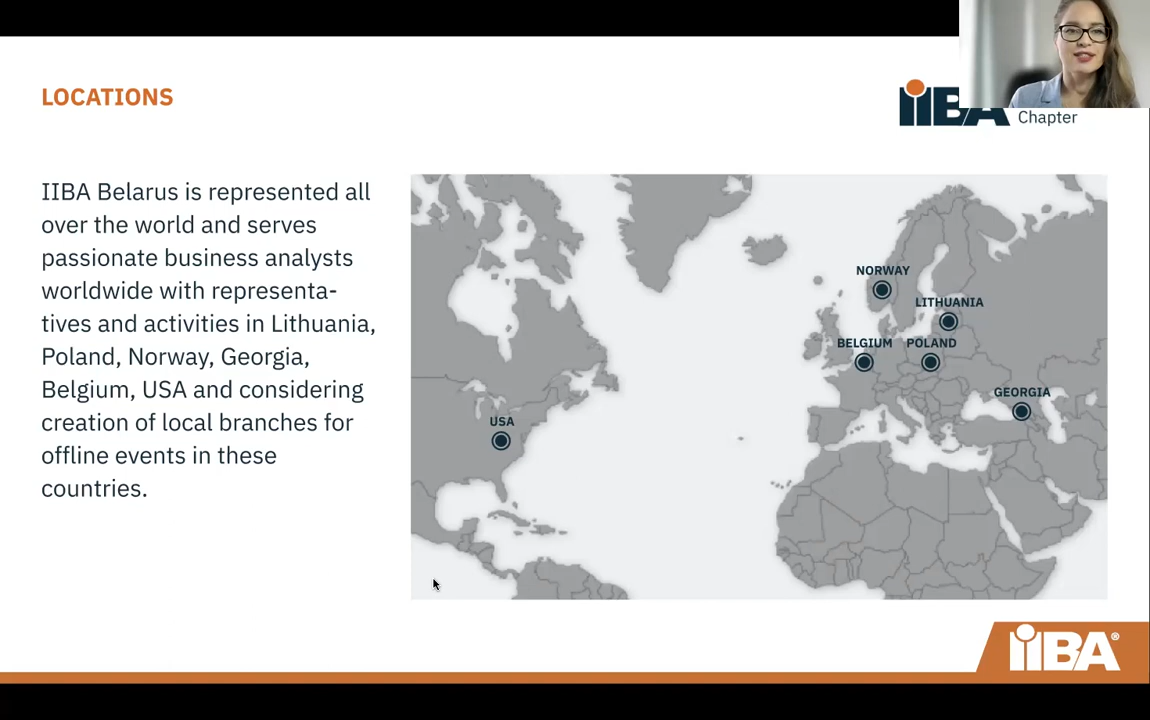 LOCATIONS
IIBA
Chapter
IIBA Belarus is represented all
over the world and serves
passionate business analysts
worldwide with representa-
tives and activities in Lithuania,
Poland, Norway, Georgia,
Belgium, USA and considering
creation of local branches for
offline events in these
countries.
NORWAY
LITHUANIA
BELGIUM
POLAND
GEORGIA
USA
IIBA®